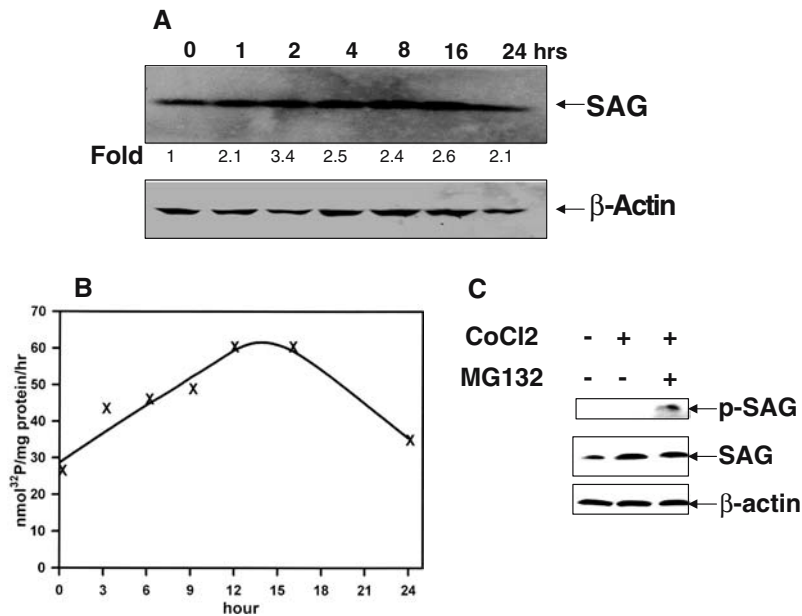 A
0 1 2 4 8 16 24 hrs
SAG
Fold 1 2.1 3.4 2.5 2.4 2.6 2.1
β-Actin
B
nmol³²P/mg protein/hr
70
60
50
40
30
20
10
0
0 3 6 9 12 15 18 21 24
hour
C
CoCl2 - + +
MG132 - - +
p-SAG
SAG
β-actin